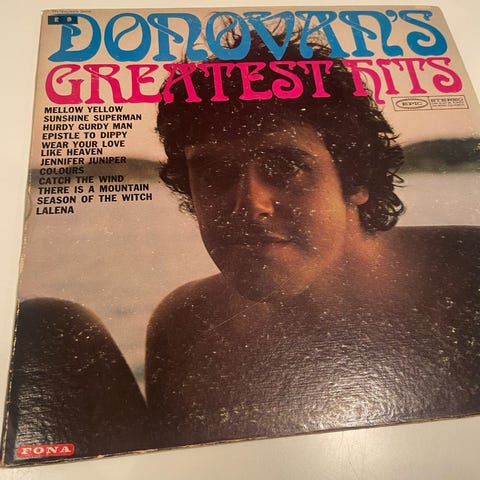 DONOVAN'S
GREATEST HITS
MELLOW YELLOW
SUNSHINE SUPERMAN
HURDY GURDY MAN
EPISTLE TO DIPPY
WEAR YOUR LOVE
LIKE HEAVEN
JENNIFER JUNIPER
COLOURS
CATCH THE WIND
THERE IS A MOUNTAIN
SEASON OF THE WITCH
LALENA
EPIC
STEREO
FONA